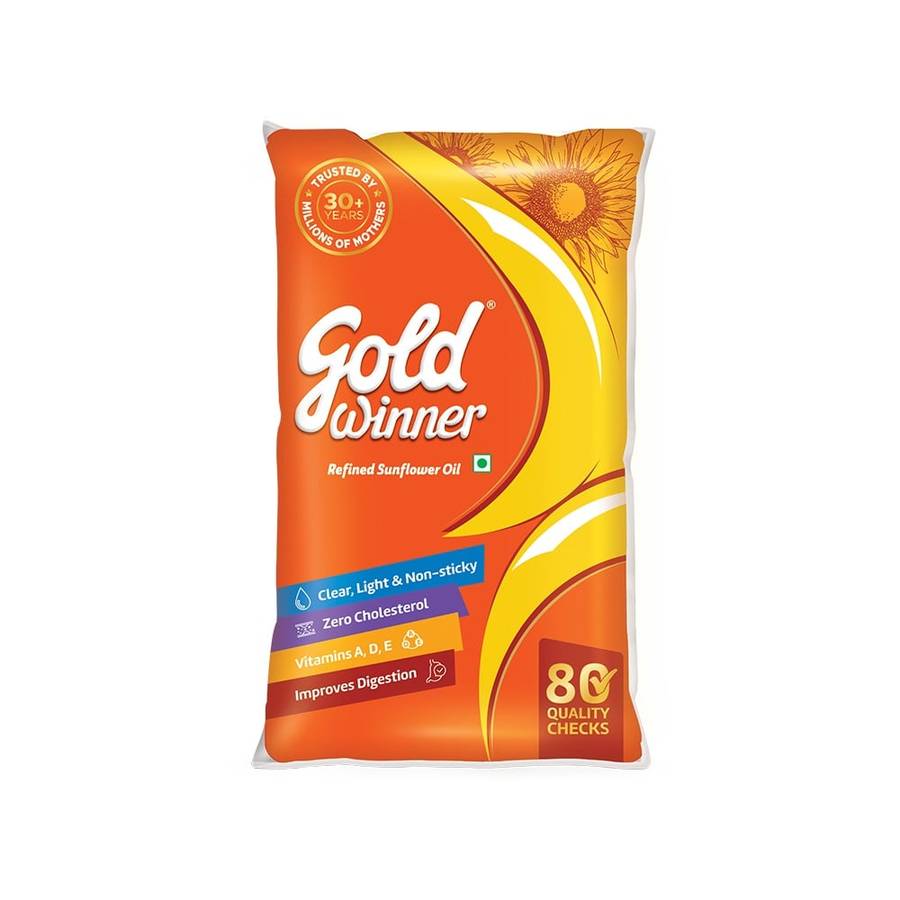 TRUSTED BY
30+
YEARS
MILLIONS OF MOTHERS
gold®
winner
Refined Sunflower Oil
Clear, Light & Non-sticky
Zero Cholesterol
Vitamins A, D, E
Improves Digestion
80
QUALITY
CHECKS